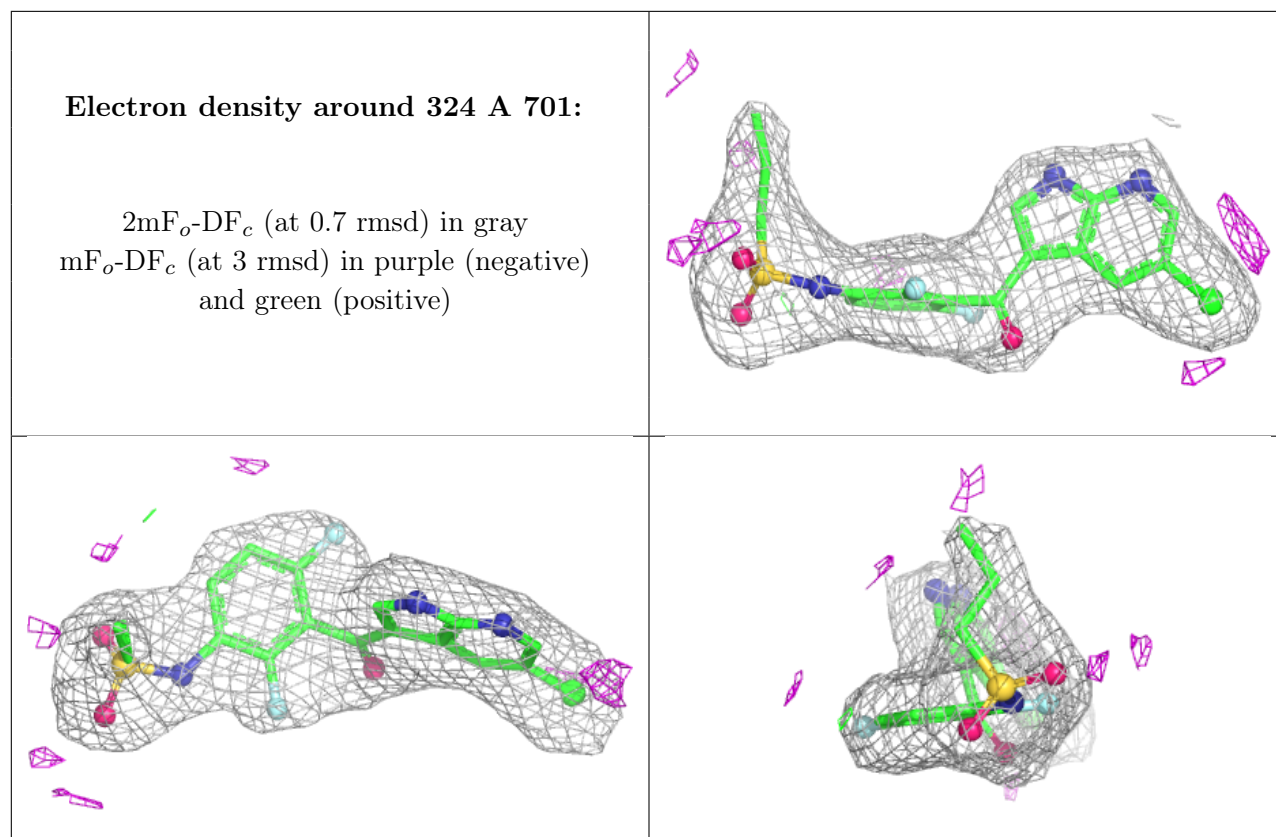 Electron density around 324 A 701:
2mFo-DFc (at 0.7 rmsd) in gray
mFo-DFc (at 3 rmsd) in purple (negative)
and green (positive)